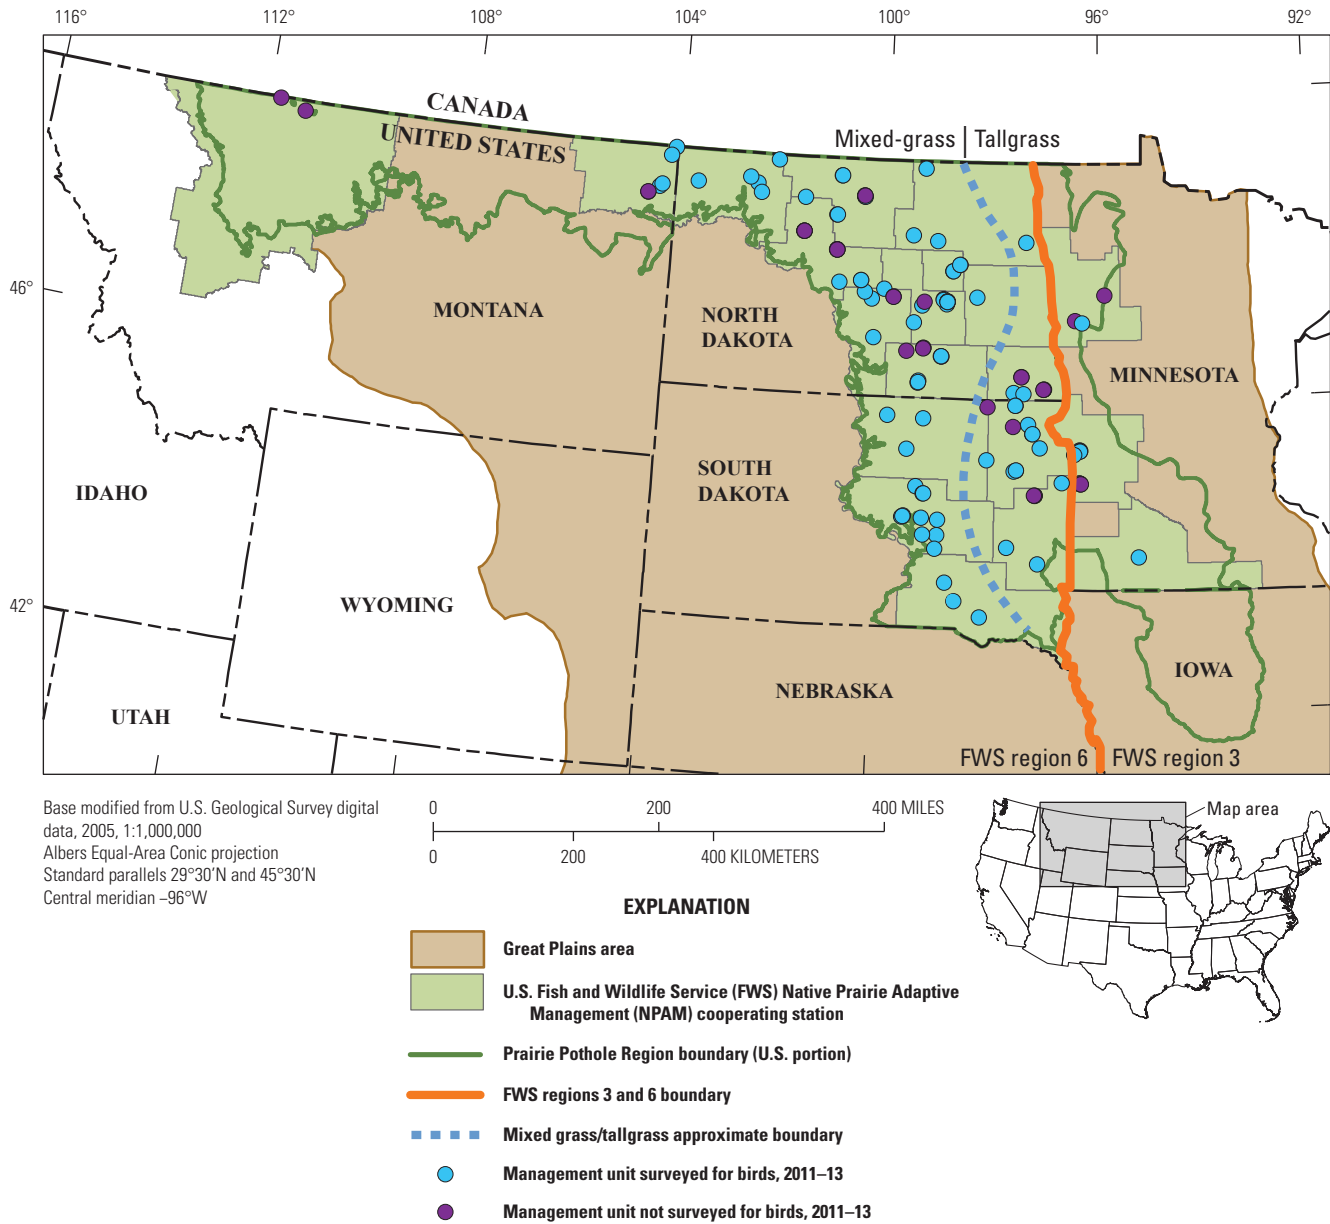 116°
112°
108°
104°
100°
96°
92°
CANADA
UNITED STATES
Mixed-grass
Tallgrass
46°
MONTANA
NORTH
DAKOTA
MINNESOTA
IDAHO
SOUTH
DAKOTA
42°
WYOMING
IOWA
NEBRASKA
UTAH
FWS region 6
FWS region 3
Base modified from U.S. Geological Survey digital
data, 2005, 1:1,000,000
Albers Equal-Area Conic projection
Standard parallels 29°30′N and 45°30′N
Central meridian –96°W
0 200 400 MILES
0 200 400 KILOMETERS
Map area
EXPLANATION
Great Plains area
U.S. Fish and Wildlife Service (FWS) Native Prairie Adaptive
Management (NPAM) cooperating station
Prairie Pothole Region boundary (U.S. portion)
FWS regions 3 and 6 boundary
Mixed grass/tallgrass approximate boundary
Management unit surveyed for birds, 2011–13
Management unit not surveyed for birds, 2011–13